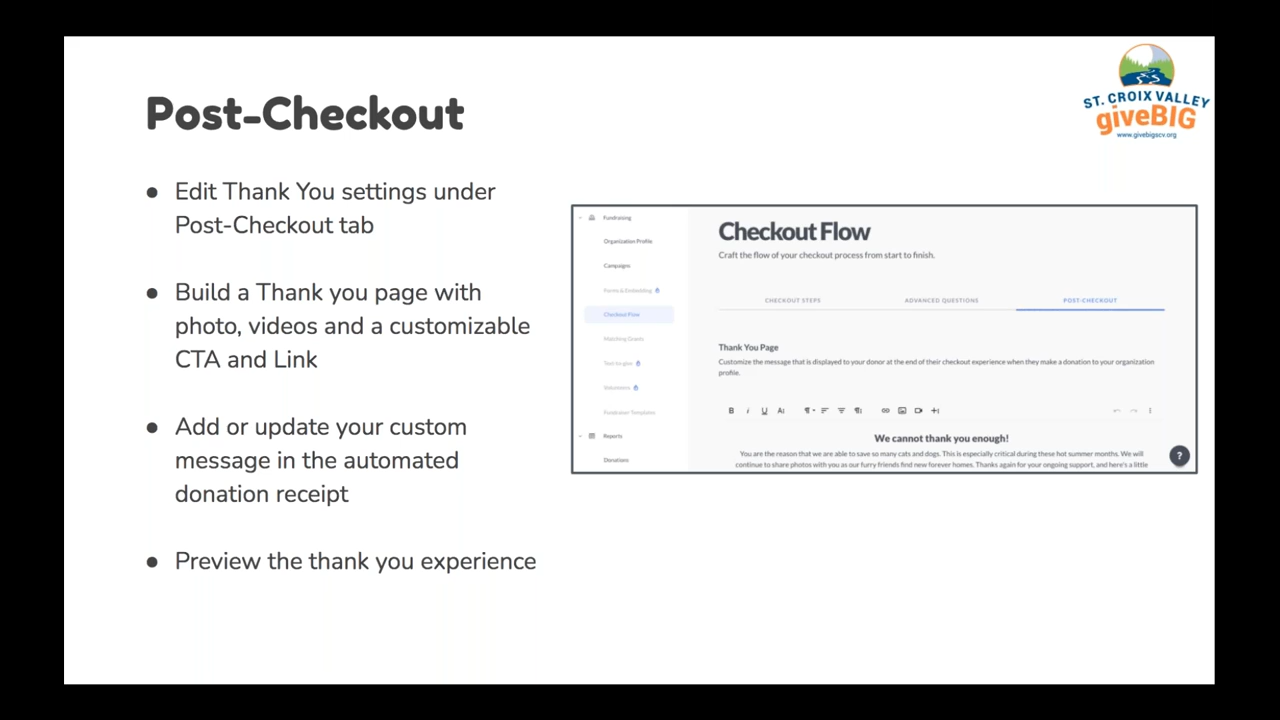 Post-Checkout
ST. CROIX VALLEY
giveBIG
www.givebigscv.org
● Edit Thank You settings under
Post-Checkout tab
● Build a Thank you page with
photo, videos and a customizable
CTA and Link
● Add or update your custom
message in the automated
donation receipt
● Preview the thank you experience
Fundraising
Organization Profile
Campaigns
Forms & Embedding
Checkout Flow
Matching Grants
Text-to-give
Volunteers
Fundraiser Templates
Reports
Donations
Checkout Flow
Craft the flow of your checkout process from start to finish.
CHECKOUT STEPS ADVANCED QUESTIONS POST-CHECKOUT
Thank You Page
Customize the message that is displayed to your donor at the end of their checkout experience when they make a donation to your organization
profile.
B i U
We cannot thank you enough!
You are the reason that we are able to save so many cats and dogs. This is especially critical during these hot summer months. We will
continue to share photos with you as our furry friends find new forever homes. Thanks again for your ongoing support, and here's a little
?